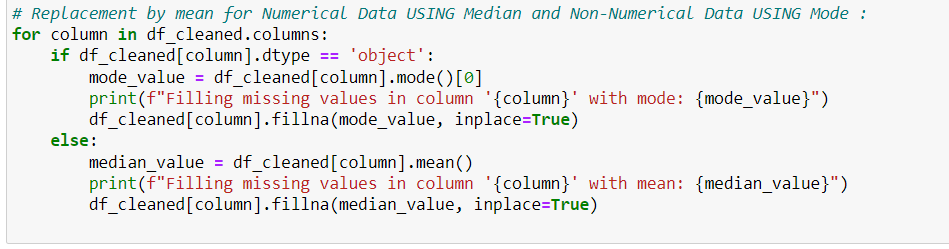 # Replacement by mean for Numerical Data USING Median and Non-Numerical Data USING Mode :
for column in df_cleaned.columns:
    if df_cleaned[column].dtype == 'object':
        mode_value = df_cleaned[column].mode()[0]
        print(f"Filling missing values in column '{column}' with mode: {mode_value}")
        df_cleaned[column].fillna(mode_value, inplace=True)
    else:
        median_value = df_cleaned[column].mean()
        print(f"Filling missing values in column '{column}' with mean: {median_value}")
        df_cleaned[column].fillna(median_value, inplace=True)